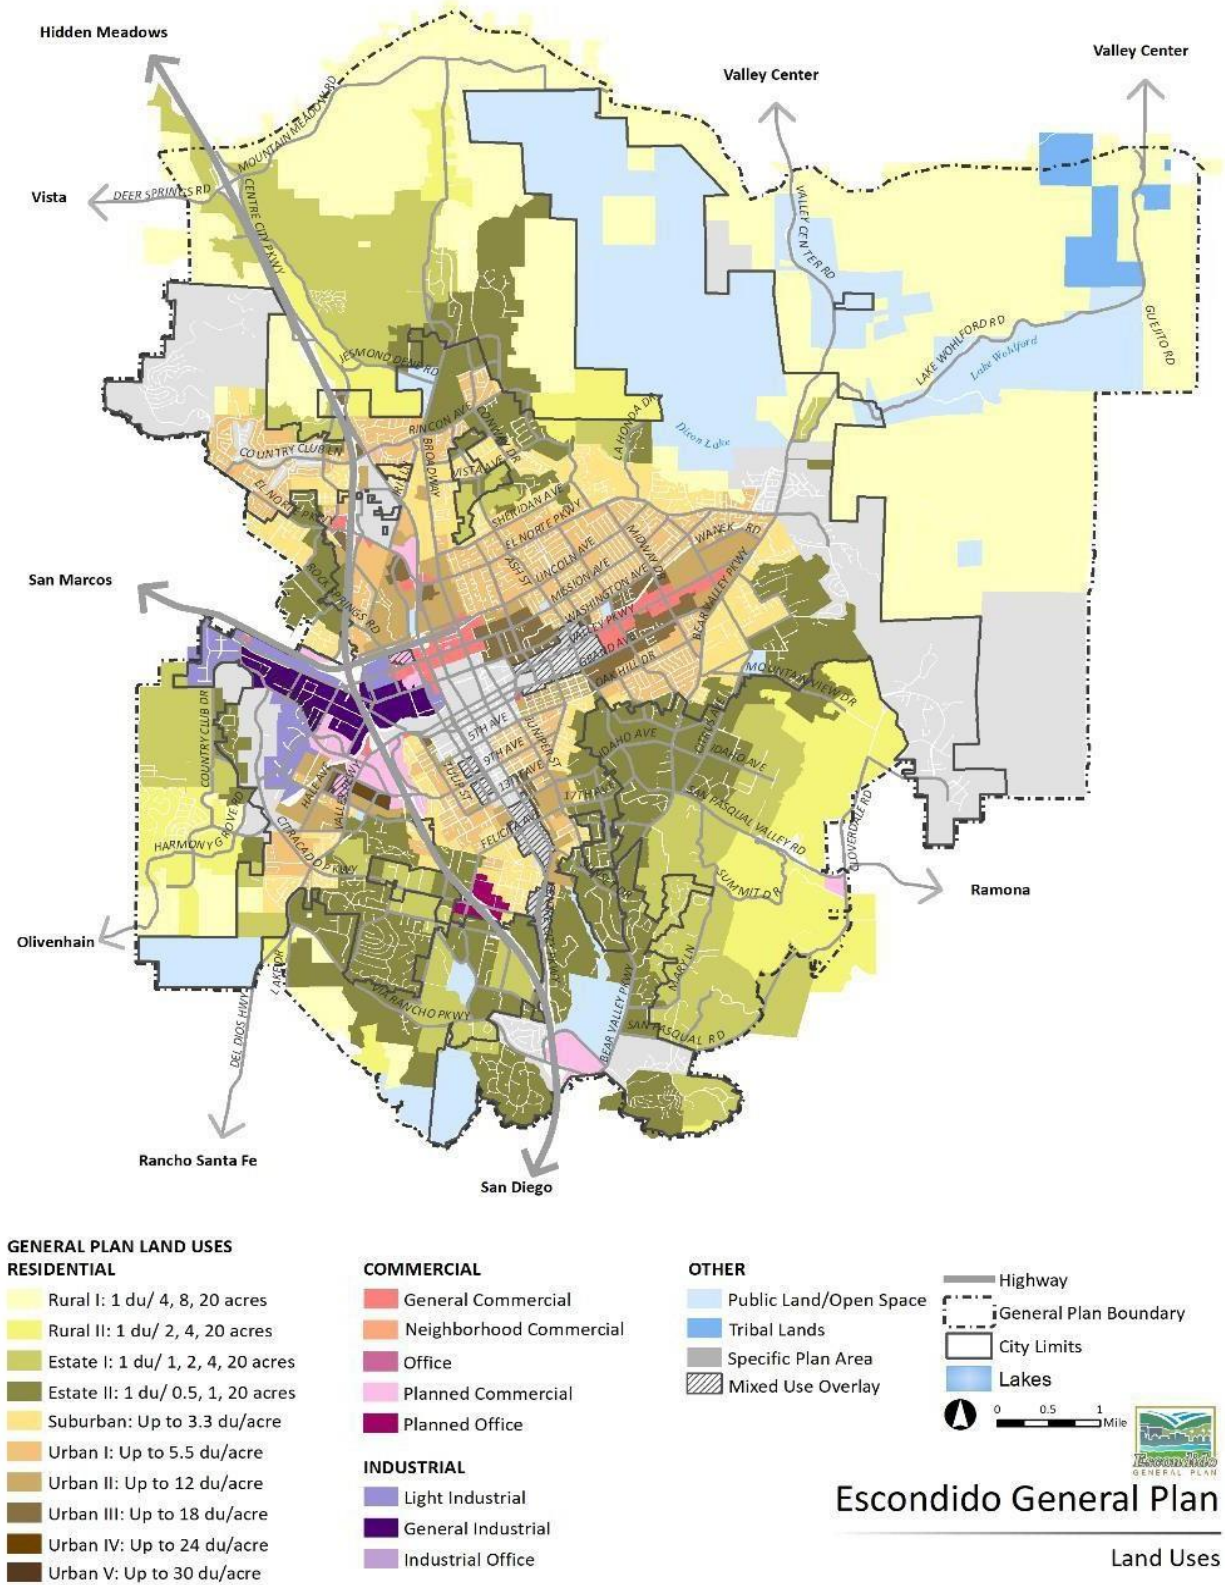 Hidden Meadows
Valley Center
Valley Center
MOUNTAIN MEADOW RD
Vista
DEER SPRINGS RD
CENTRE CITY PKWY
VALLEY CENTER RD
GUEJITO RD
LAKE WOHLFORD RD
Lake Wohlford
JESMOND DENE RD
RINCON AVE
CONWAY DR
LA HONDA DR
Dixon Lake
COUNTRY CLUB LN
BROADWAY
IRIS LN
VISTA AVE
EL NORTE PKWY
SHERIDAN AVE
EL NORTE PKWY
MIDWAY DR
WANEK RD
ASH ST
LINCOLN AVE
MISSION AVE
WASHINGTON AVE
VALLEY PKWY
BEAR VALLEY PKWY
San Marcos
ROCK SPRINGS RD
GRAND AVE
OAK HILL DR
MOUNTAIN VIEW DR
COUNTRY CLUB DR
5TH AVE
9TH AVE
JUNIPER ST
IDAHO AVE
CITRUS AVE
IDAHO AVE
13TH AVE
TULIP ST
17TH AVE
HALE AVE
SAN PASQUAL VALLEY RD
CLOVERDALE RD
HARMONY GROVE RD
CITRACADO PKWY
FELICITA AVE
SUMMIT DR
Ramona
Olivenhain
LAKE DR
MARY LN
VIA RANCHO PKWY
BEAR VALLEY PKWY
SAN PASQUAL RD
DEL DIOS HWY
Rancho Santa Fe
San Diego
GENERAL PLAN LAND USES
RESIDENTIAL
Rural I: 1 du/ 4, 8, 20 acres
Rural II: 1 du/ 2, 4, 20 acres
Estate I: 1 du/ 1, 2, 4, 20 acres
Estate II: 1 du/ 0.5, 1, 20 acres
Suburban: Up to 3.3 du/acre
Urban I: Up to 5.5 du/acre
Urban II: Up to 12 du/acre
Urban III: Up to 18 du/acre
Urban IV: Up to 24 du/acre
Urban V: Up to 30 du/acre
COMMERCIAL
General Commercial
Neighborhood Commercial
Office
Planned Commercial
Planned Office
INDUSTRIAL
Light Industrial
General Industrial
Industrial Office
OTHER
Public Land/Open Space
Tribal Lands
Specific Plan Area
Mixed Use Overlay
Highway
General Plan Boundary
City Limits
Lakes
0 0.5 1
Mile
Escondido
GENERAL PLAN
Escondido General Plan
Land Uses